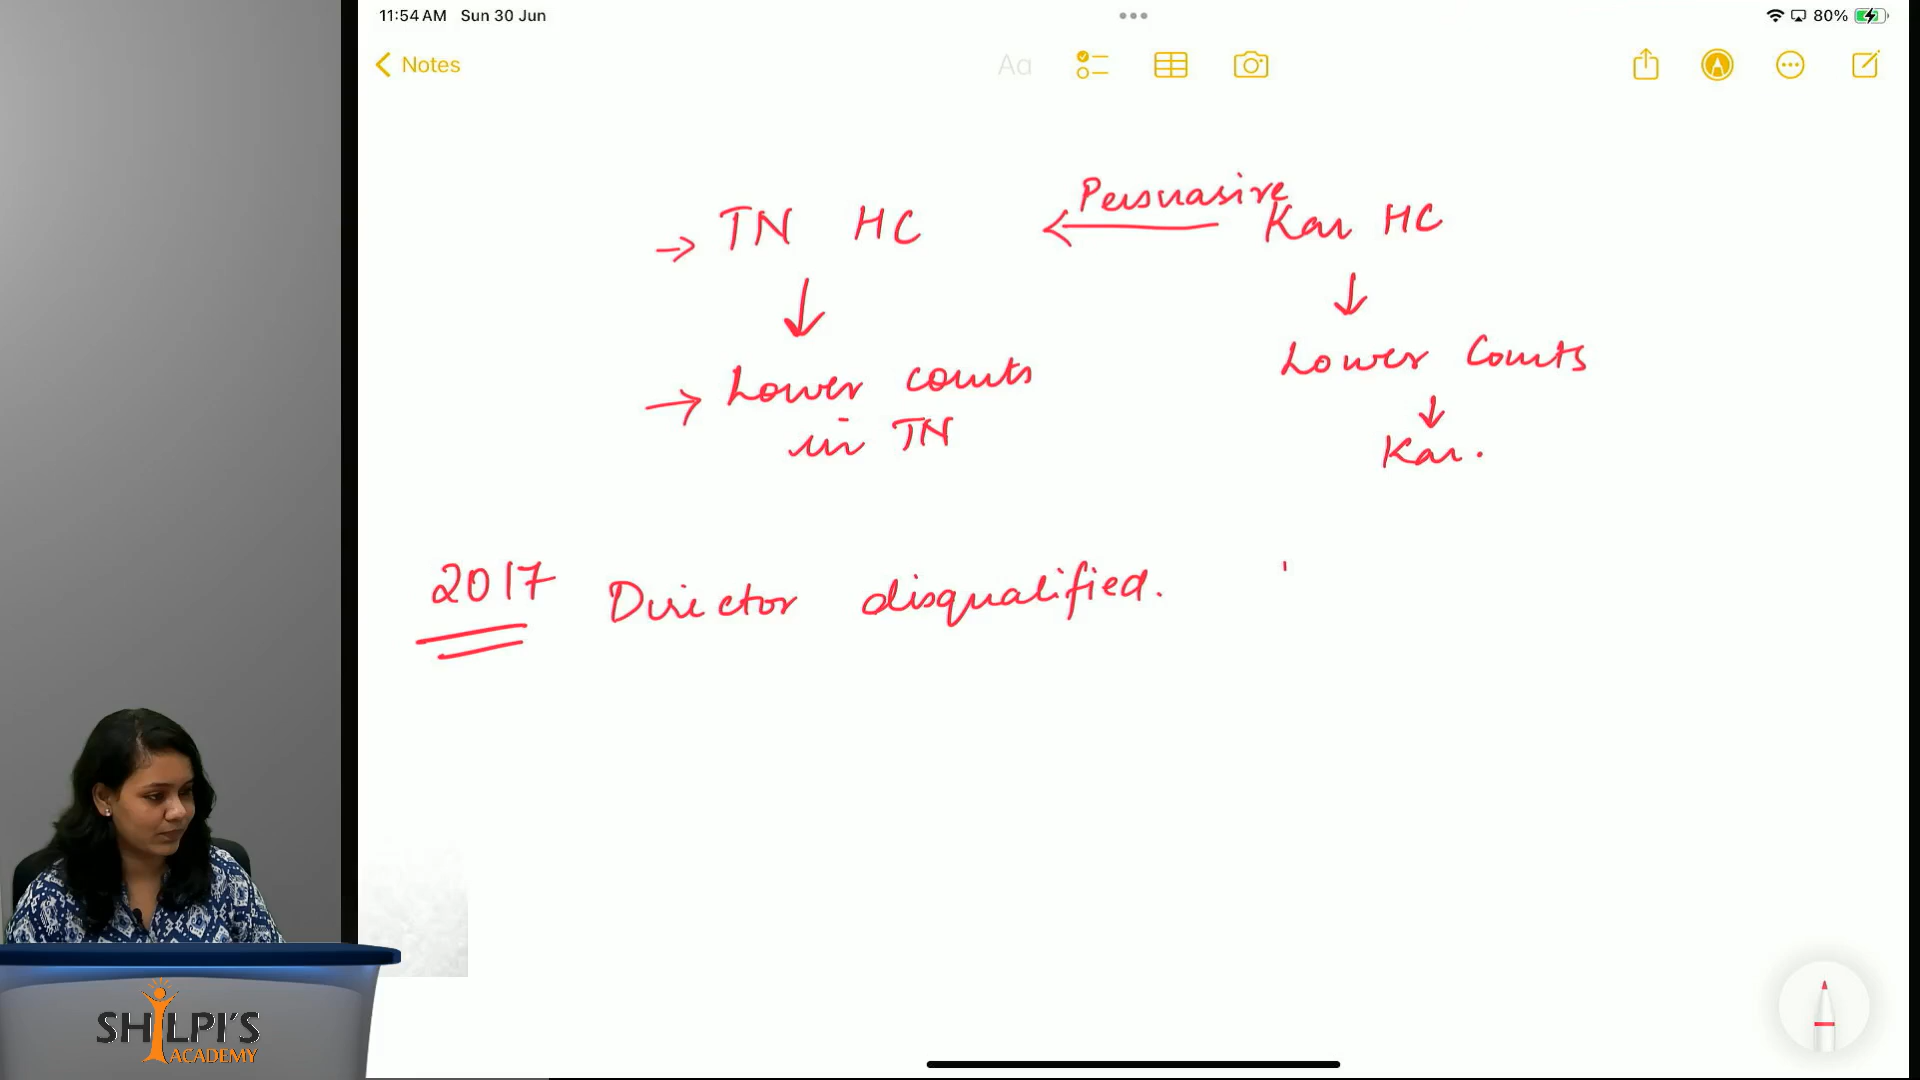 11:54 AM Sun 30 Jun
80%
Notes
Aa
Persuasive
→ TN HC ← Kar HC
↓ ↓
→ Lower courts Lower Courts
in TN ↓
Kar.
2017 Director disqualified.
SHILPI'S
ACADEMY